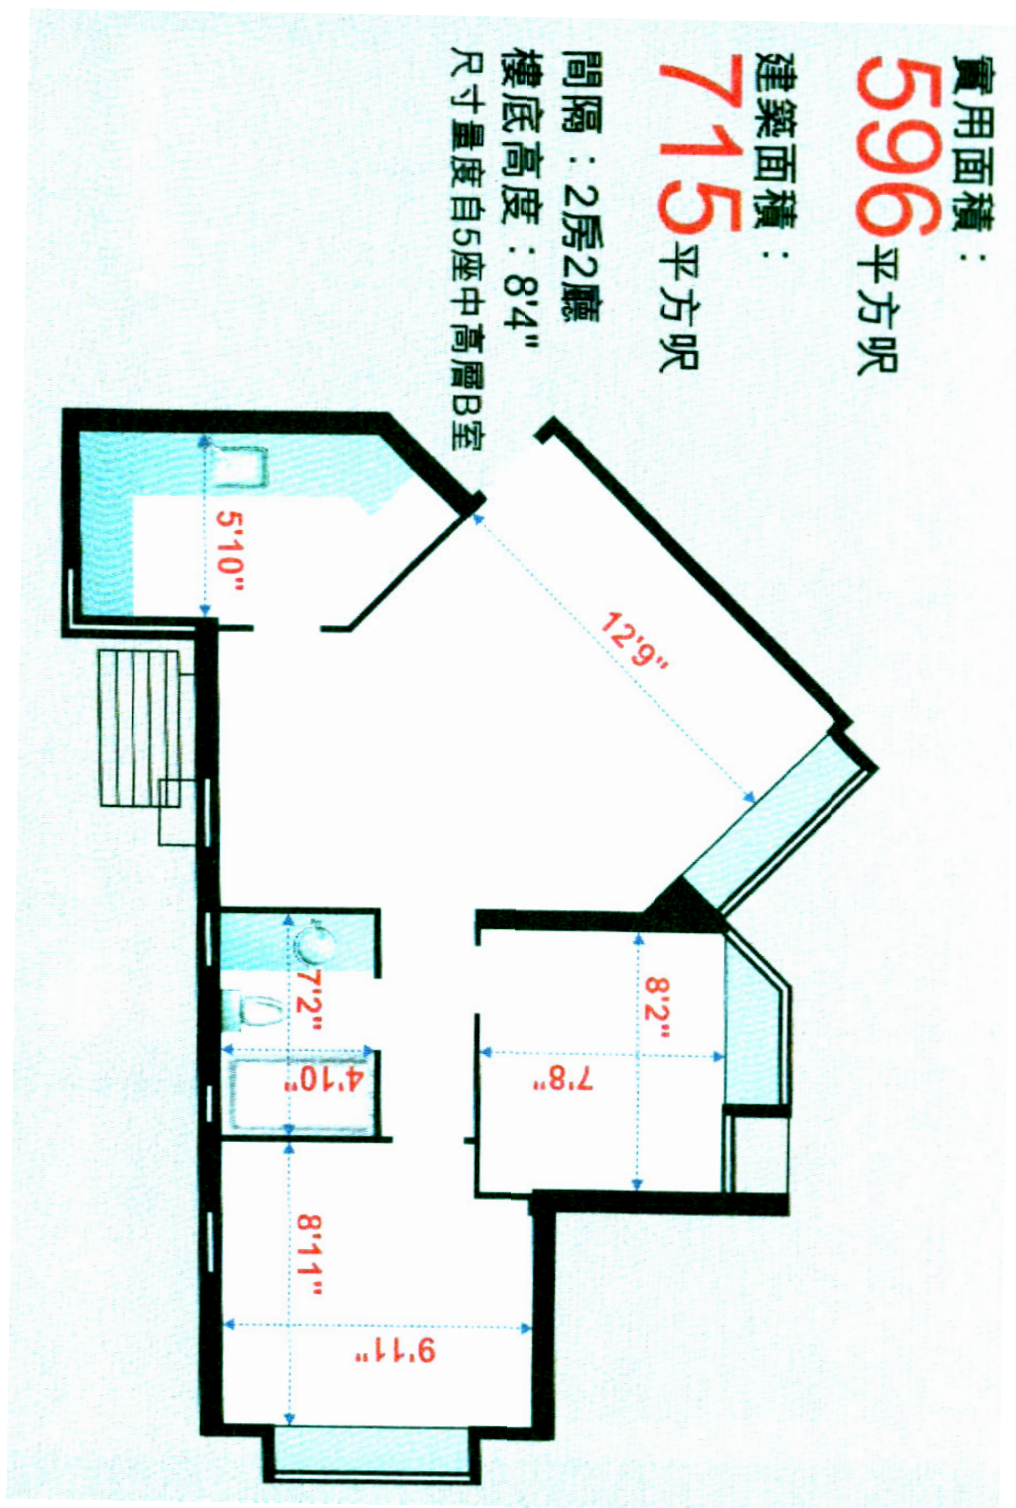 實用面積：
596平方呎
建築面積：
715平方呎
間隔：2房2廳
樓底高度：8'4"
尺寸量度自5座中高層B室
5'10"
12'9"
7'2"
4'10"
8'2"
7'8"
8'11"
9'11"